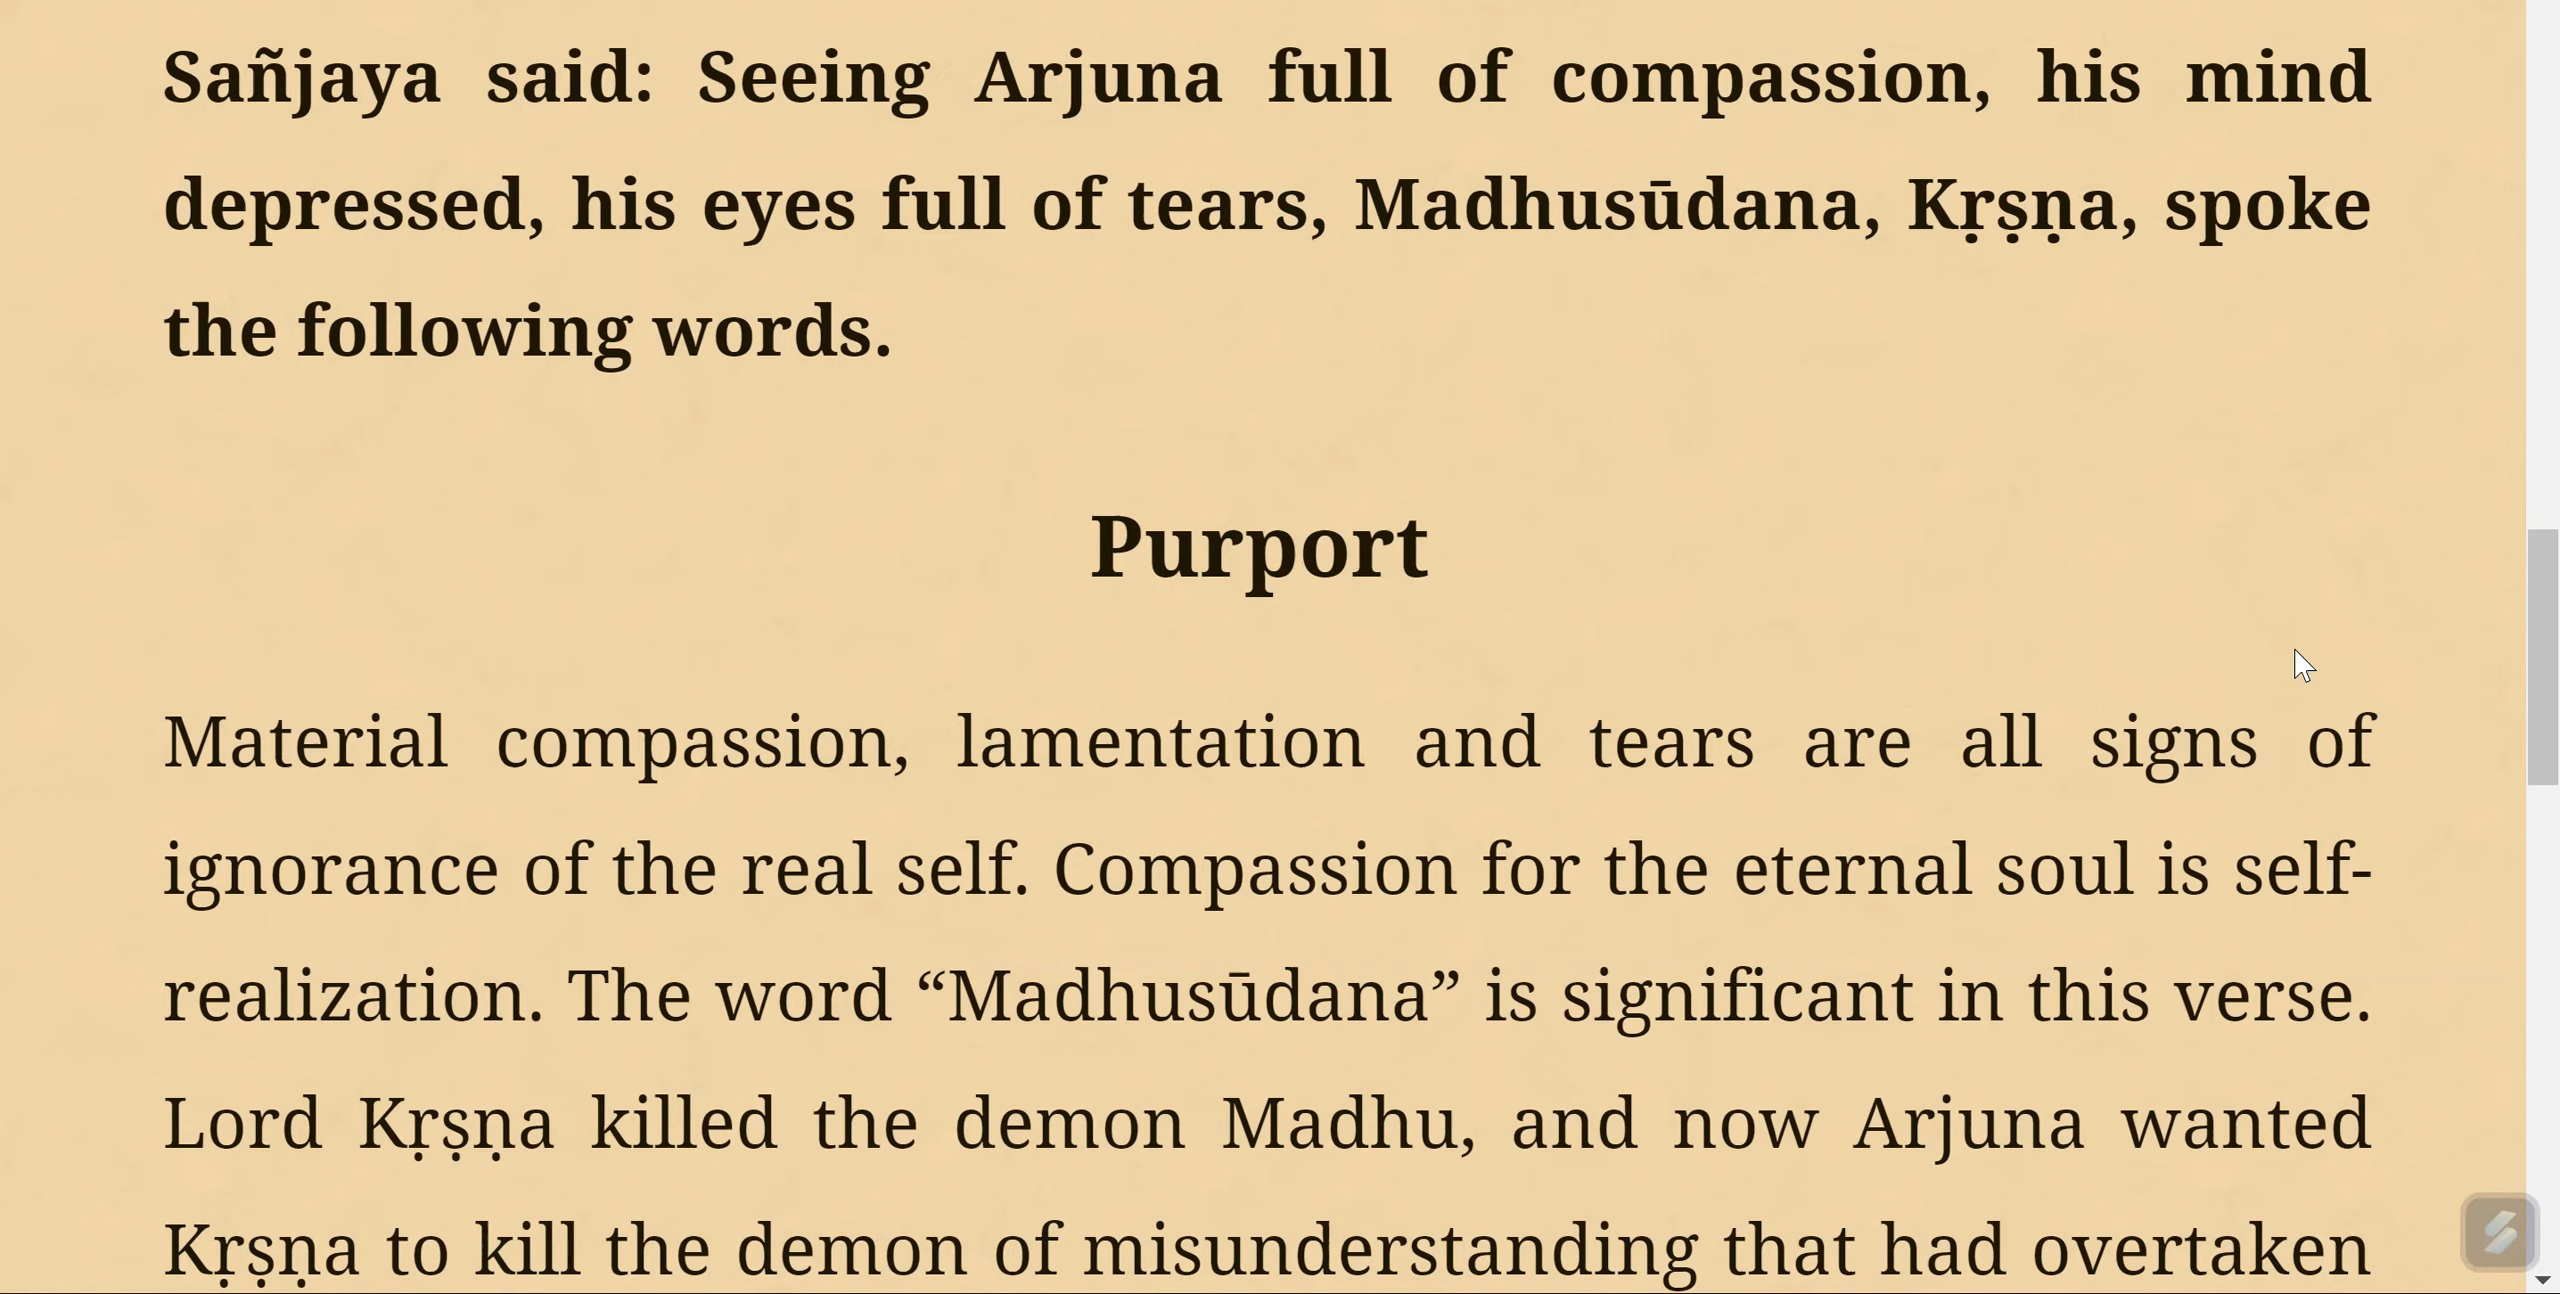 Sañjaya said: Seeing Arjuna full of compassion, his mind
depressed, his eyes full of tears, Madhusūdana, Kṛṣṇa, spoke
the following words.
Purport
Material compassion, lamentation and tears are all signs of
ignorance of the real self. Compassion for the eternal soul is self-
realization. The word “Madhusūdana” is significant in this verse.
Lord Kṛṣṇa killed the demon Madhu, and now Arjuna wanted
Kṛṣṇa to kill the demon of misunderstanding that had overtaken